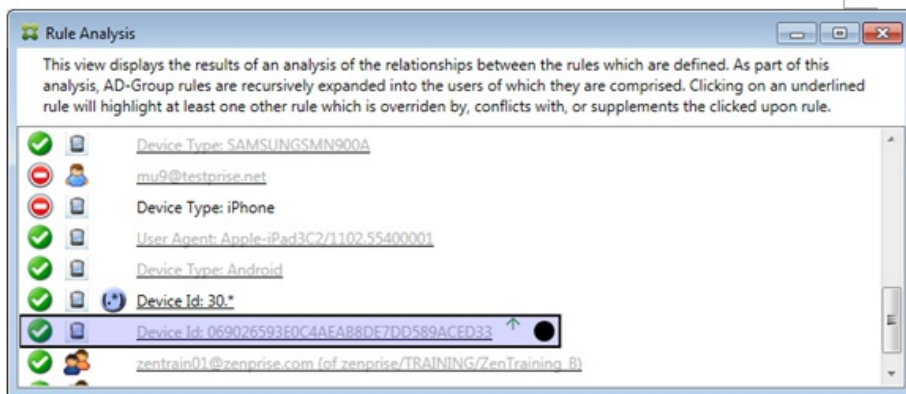 Rule Analysis
This view displays the results of an analysis of the relationships between the rules which are defined. As part of this
analysis, AD-Group rules are recursively expanded into the users of which they are comprised. Clicking on an underlined
rule will highlight at least one other rule which is overriden by, conflicts with, or supplements the clicked upon rule.
Device Type: SAMSUNGSMN900A
mu9@testprise.net
Device Type: iPhone
User Agent: Apple-iPad3C2/1102.55400001
Device Type: Android
(.*) Device Id: 30.*
Device Id: 069026593E0C4AEAB8DE7DD589ACED33
zentrain01@zenprise.com (of zenprise/TRAINING/ZenTraining B)